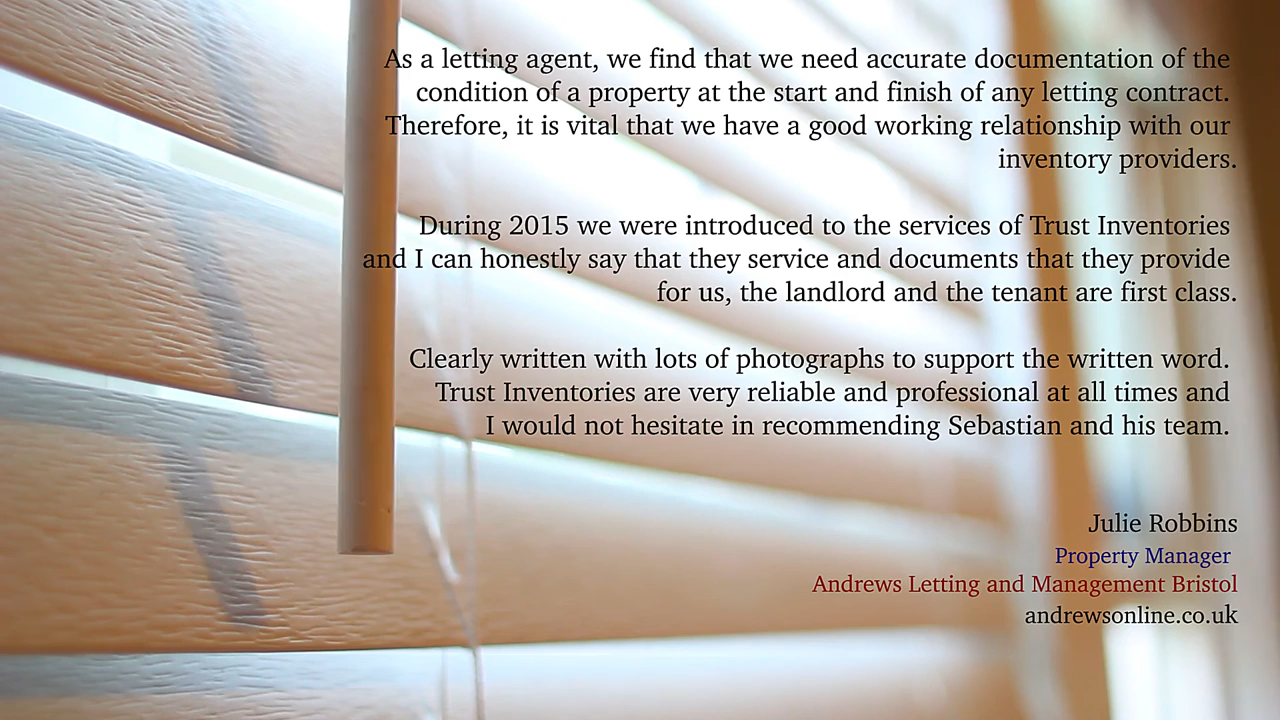 As a letting agent, we find that we need accurate documentation of the
condition of a property at the start and finish of any letting contract.
Therefore, it is vital that we have a good working relationship with our
inventory providers.
During 2015 we were introduced to the services of Trust Inventories
and I can honestly say that they service and documents that they provide
for us, the landlord and the tenant are first class.
Clearly written with lots of photographs to support the written word.
Trust Inventories are very reliable and professional at all times and
I would not hesitate in recommending Sebastian and his team.
Julie Robbins
Property Manager
Andrews Letting and Management Bristol
andrewsonline.co.uk